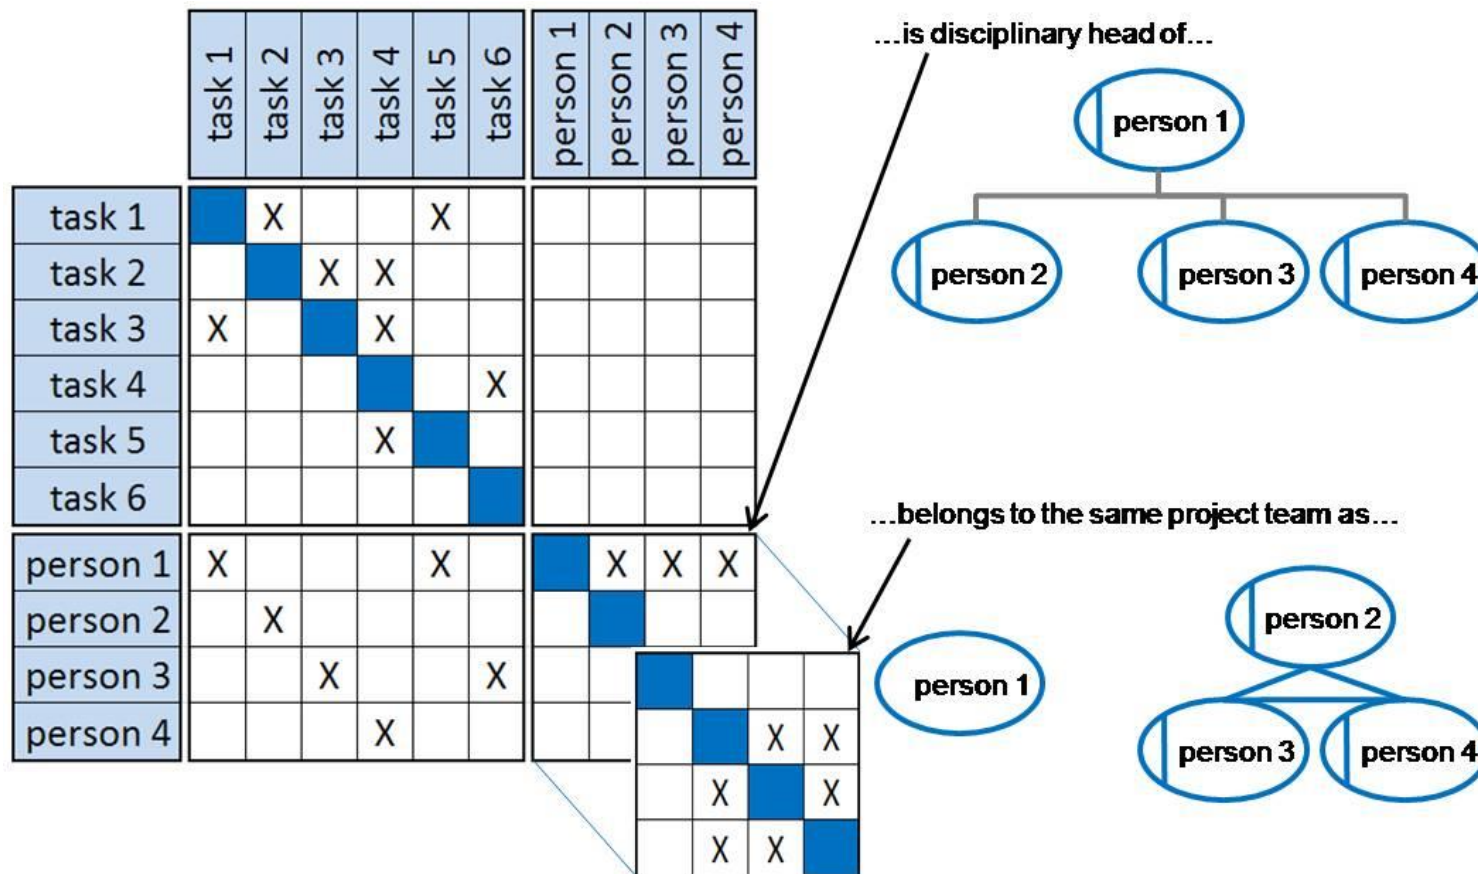 task 1 task 2 task 3 task 4 task 5 task 6 person 1 person 2 person 3 person 4
task 1 X X
task 2 X X
task 3 X X
task 4 X
task 5 X
task 6
person 1 X X X X X
person 2 X
person 3 X X
person 4 X
X X
X X
X X
...is disciplinary head of...
person 1
person 2 person 3 person 4
...belongs to the same project team as...
person 1
person 2
person 3 person 4